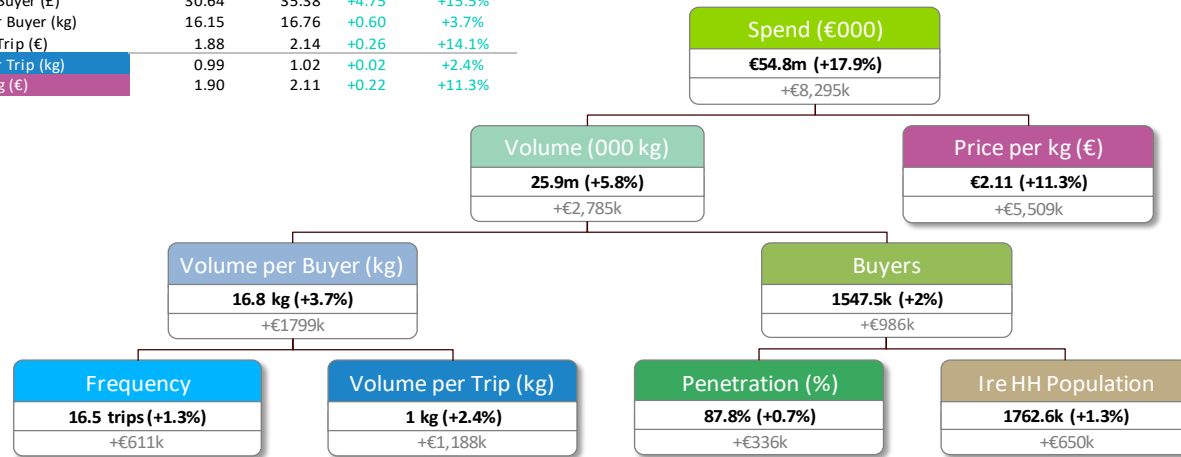 Buyer (£) 30.64 35.38 +4.75 +15.5%
Buyer (kg) 16.15 16.76 +0.60 +3.7%
Trip (€) 1.88 2.14 +0.26 +14.1%
Trip (kg) 0.99 1.02 +0.02 +2.4%
(€) 1.90 2.11 +0.22 +11.3%
Spend (€000)
€54.8m (+17.9%)
+€8,295k
Volume (000 kg)
25.9m (+5.8%)
+€2,785k
Price per kg (€)
€2.11 (+11.3%)
+€5,509k
Volume per Buyer (kg)
16.8 kg (+3.7%)
+€1799k
Buyers
1547.5k (+2%)
+€986k
Frequency
16.5 trips (+1.3%)
+€611k
Volume per Trip (kg)
1 kg (+2.4%)
+€1,188k
Penetration (%)
87.8% (+0.7%)
+€336k
Ire HH Population
1762.6k (+1.3%)
+€650k